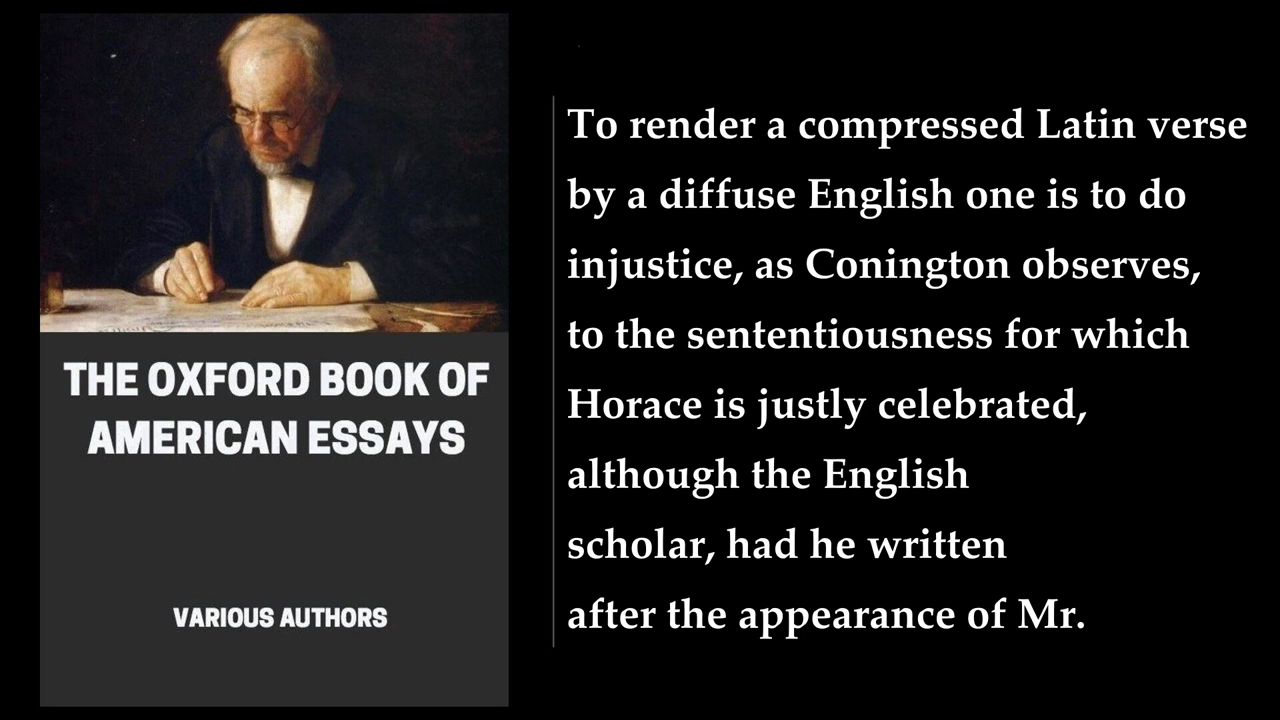 THE OXFORD BOOK OF
AMERICAN ESSAYS
VARIOUS AUTHORS
To render a compressed Latin verse
by a diffuse English one is to do
injustice, as Conington observes,
to the sententiousness for which
Horace is justly celebrated,
although the English
scholar, had he written
after the appearance of Mr.